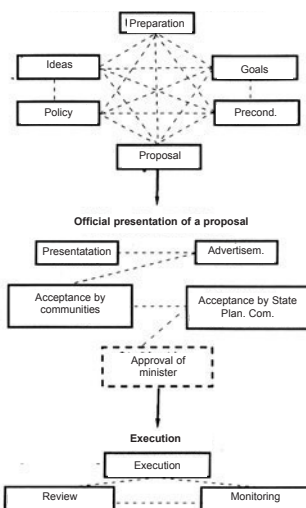 Preparation
Ideas
Goals
Policy
Precond.
Proposal
Official presentation of a proposal
Presentatation
Advertisem.
Acceptance by
communities
Acceptance by State
Plan. Com.
Approval of
minister
Execution
Execution
Review
Monitoring